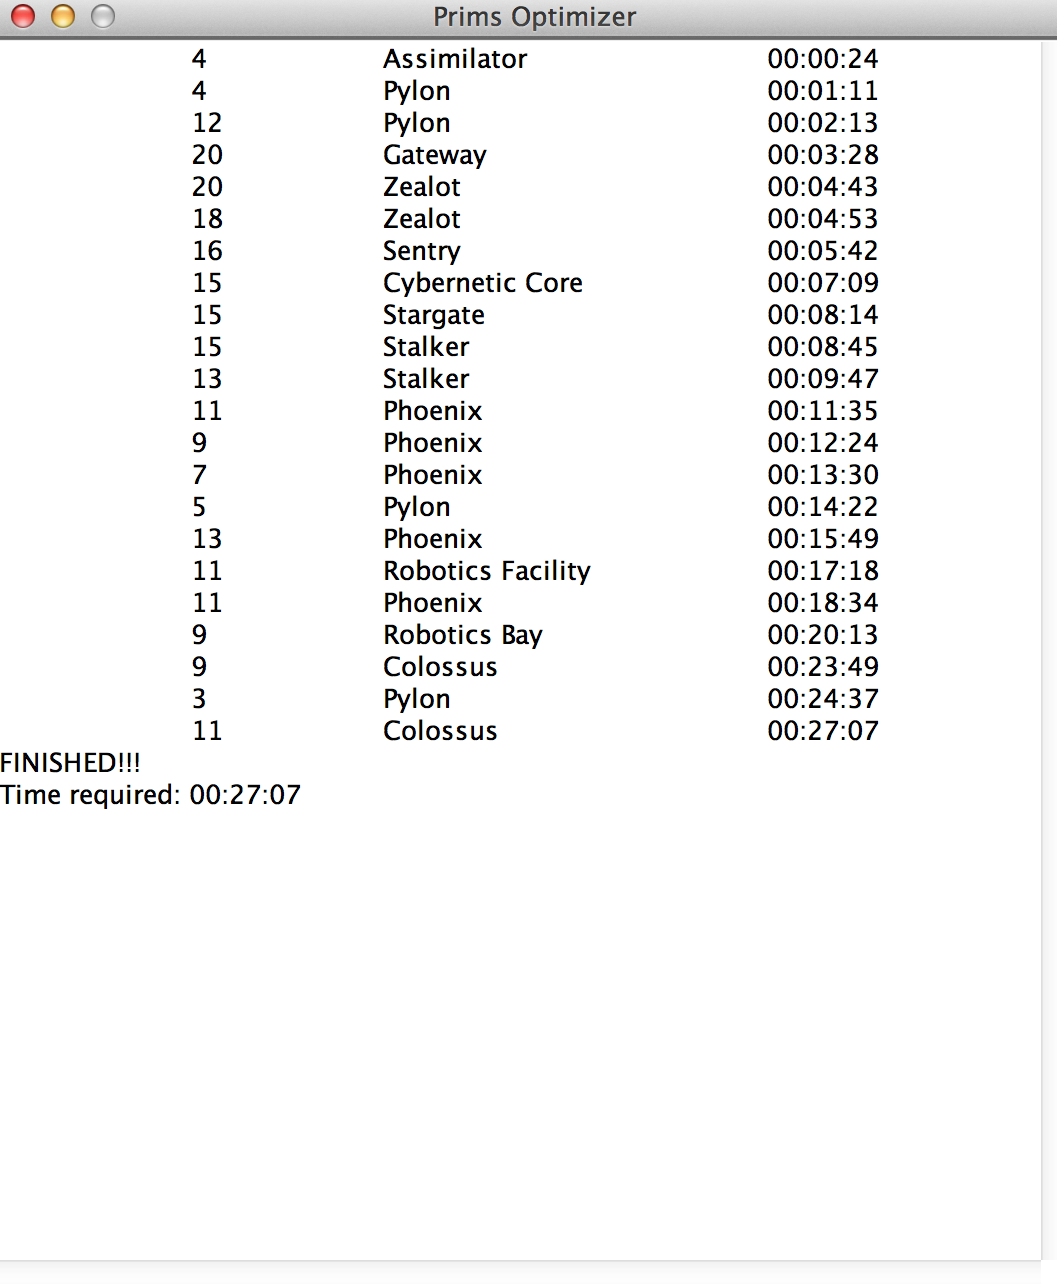 Prims Optimizer
4 Assimilator 00:00:24
4 Pylon 00:01:11
12 Pylon 00:02:13
20 Gateway 00:03:28
20 Zealot 00:04:43
18 Zealot 00:04:53
16 Sentry 00:05:42
15 Cybernetic Core 00:07:09
15 Stargate 00:08:14
15 Stalker 00:08:45
13 Stalker 00:09:47
11 Phoenix 00:11:35
9 Phoenix 00:12:24
7 Phoenix 00:13:30
5 Pylon 00:14:22
13 Phoenix 00:15:49
11 Robotics Facility 00:17:18
11 Phoenix 00:18:34
9 Robotics Bay 00:20:13
9 Colossus 00:23:49
3 Pylon 00:24:37
11 Colossus 00:27:07
FINISHED!!!
Time required: 00:27:07